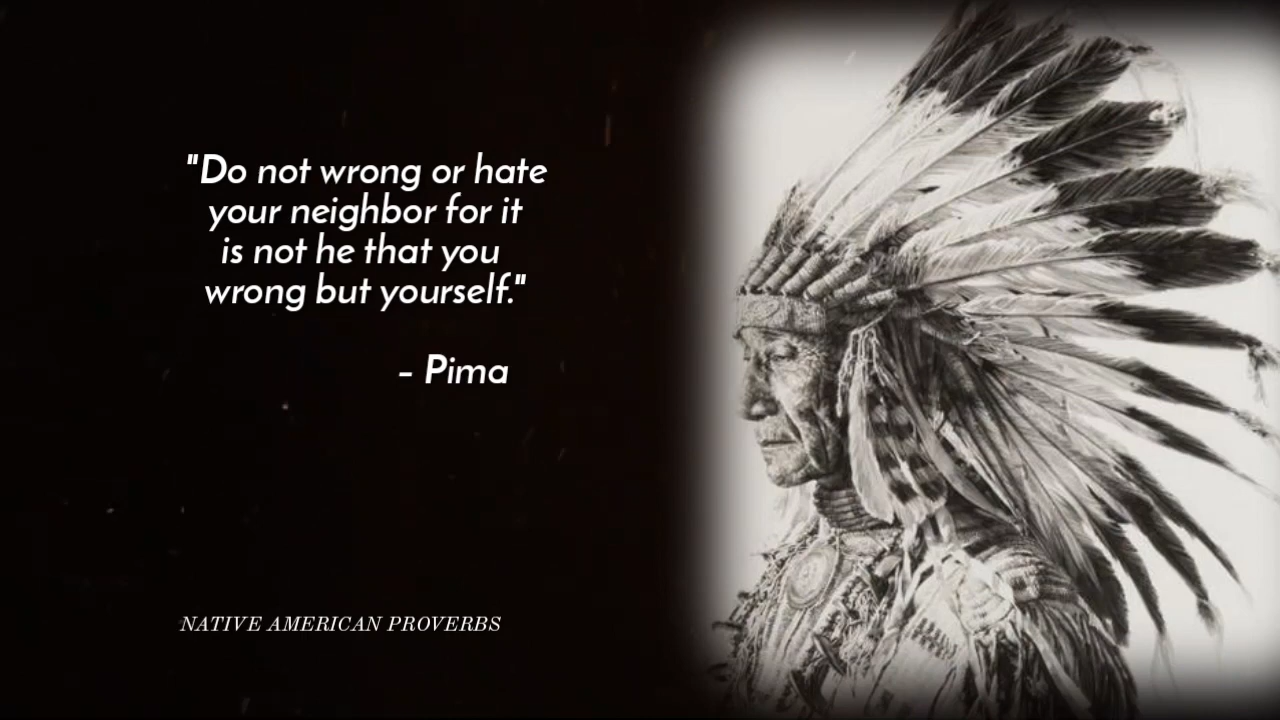 "Do not wrong or hate
your neighbor for it
is not he that you
wrong but yourself."
– Pima
NATIVE AMERICAN PROVERBS